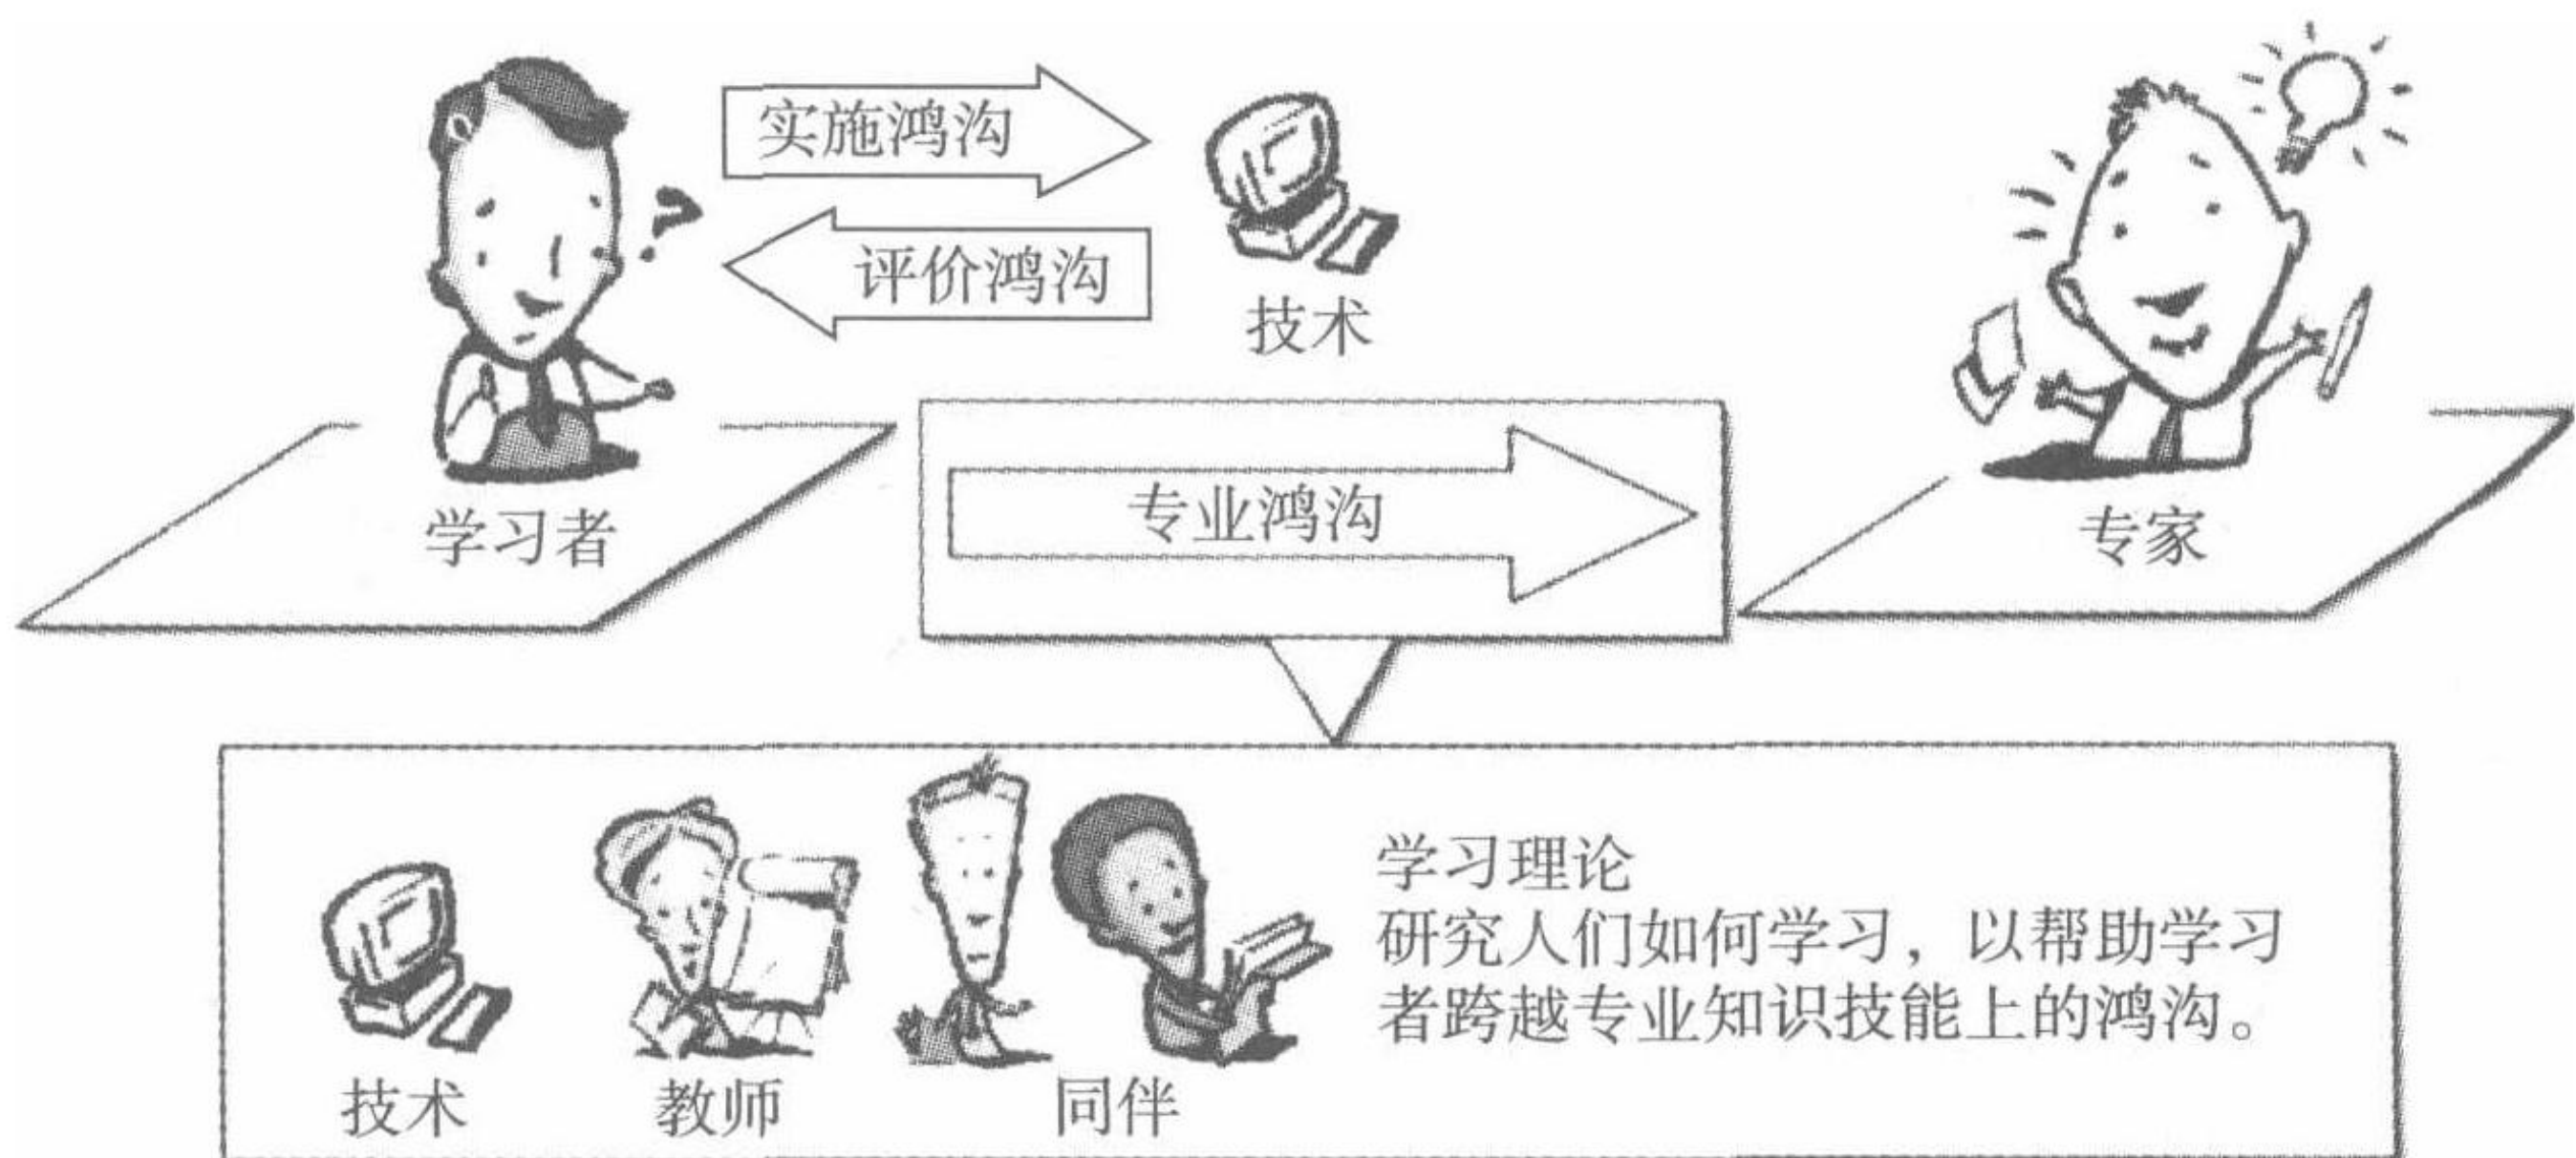 实施鸿沟
评价鸿沟
技术
学习者
专业鸿沟
专家
学习理论
研究人们如何学习，以帮助学习
者跨越专业知识技能上的鸿沟。
技术
教师
同伴